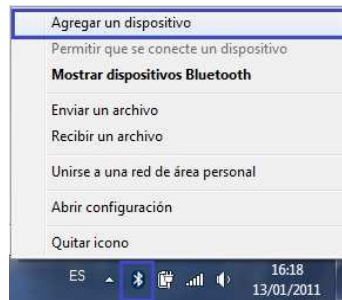 Agregar un dispositivo
Permitir que se conecte un dispositivo
Mostrar dispositivos Bluetooth
Enviar un archivo
Recibir un archivo
Unirse a una red de área personal
Abrir configuración
Quitar icono
ES
16:18
13/01/2011